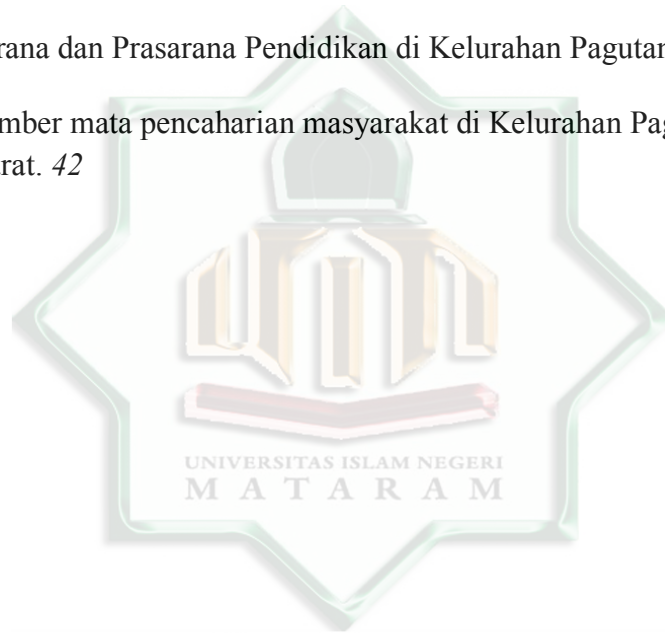 rana dan Prasarana Pendidikan di Kelurahan Pagutan
mber mata pencaharian masyarakat di Kelurahan Pag
rat. 42
UNIVERSITAS ISLAM NEGERI
MATARAM